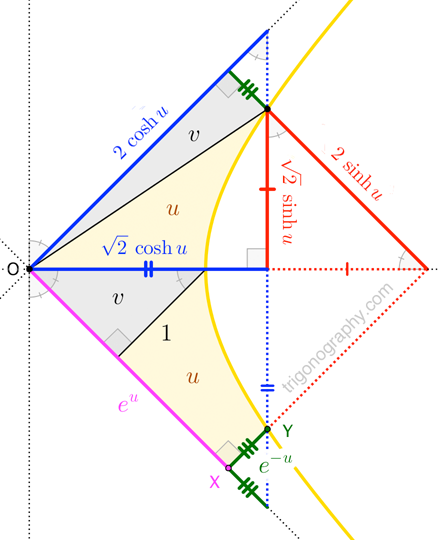 2 cosh u
v
√2 sinh u
2 sinh u
u
√2 cosh u
O
v
1
u
e^u
trigonography.com
Y
e^{-u}
X